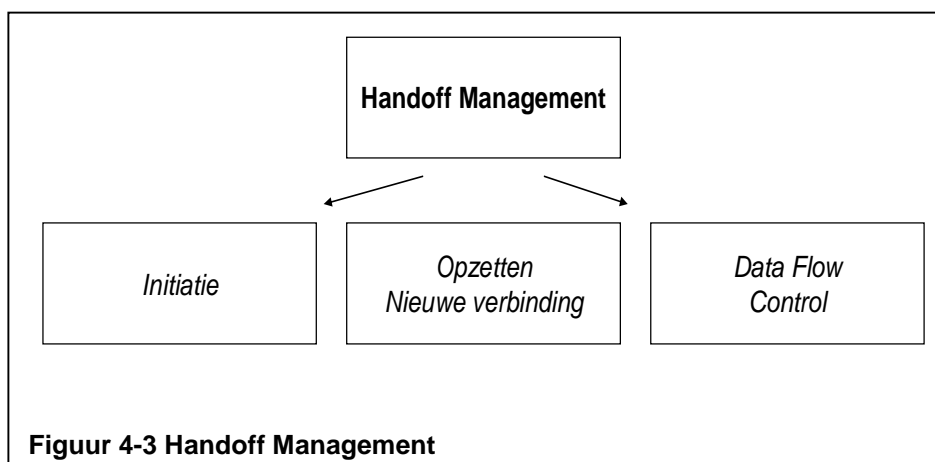 Handoff Management
Initiatie
Opzetten
Nieuwe verbinding
Data Flow
Control
Figuur 4-3 Handoff Management